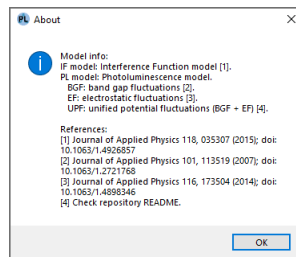 PL About
Model info:
IF model: Interference Function model [1].
PL model: Photoluminescence model.
BGF: band gap fluctuations [2].
EF: electrostatic fluctuations [3].
UPF: unified potential fluctuations (BGF + EF) [4].
References:
[1] Journal of Applied Physics 118, 035307 (2015); doi:
10.1063/1.4926857
[2] Journal of Applied Physics 101, 113519 (2007); doi:
10.1063/1.2721768
[3] Journal of Applied Physics 116, 173504 (2014); doi:
10.1063/1.4898346
[4] Check repository README.
OK